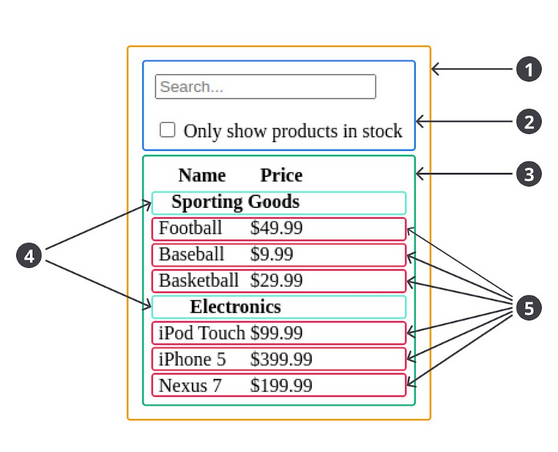 1
Search...
2
Only show products in stock
3
Name Price
Sporting Goods
Football $49.99
Baseball $9.99
4
Basketball $29.99
Electronics
5
iPod Touch $99.99
iPhone 5 $399.99
Nexus 7 $199.99